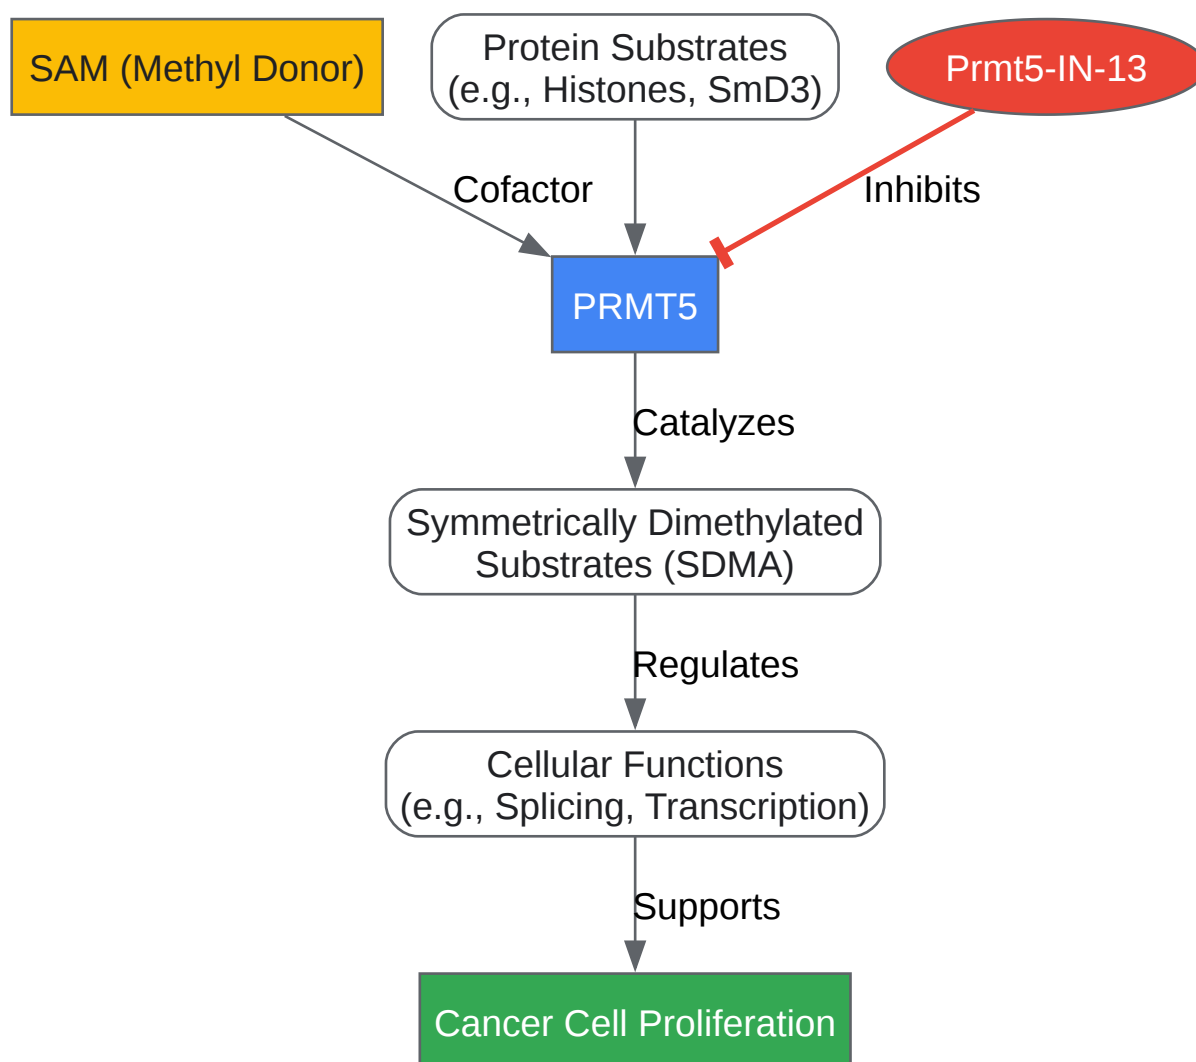 SAM (Methyl Donor)
Protein Substrates
(e.g., Histones, SmD3)
Prmt5-IN-13
Cofactor
Inhibits
PRMT5
Catalyzes
Symmetrically Dimethylated
Substrates (SDMA)
Regulates
Cellular Functions
(e.g., Splicing, Transcription)
Supports
Cancer Cell Proliferation